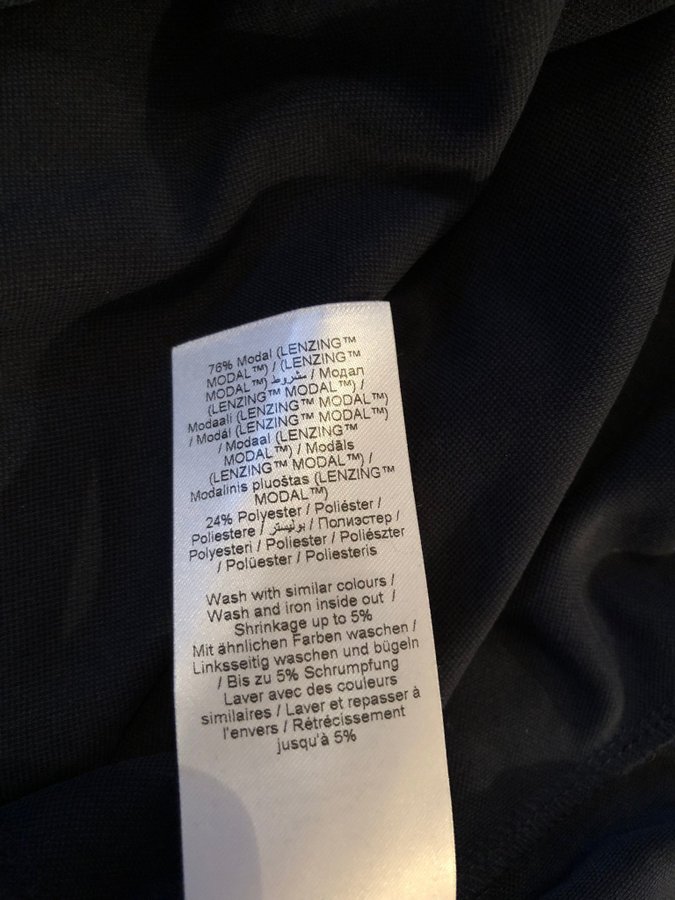 76% Modal (LENZING™
MODAL™) / (LENZING™
MODAL™) مشروط / Модал
(LENZING™ MODAL™) /
Modaali (LENZING™ MODAL™)
/ Modál (LENZING™ MODAL™)
/ Modaal (LENZING™
MODAL™) / Modāls
(LENZING™ MODAL™) /
Modalinis pluoštas (LENZING™
MODAL™)
24% Polyester / Poliéster /
Poliestere / بوليستر / Полиэстер /
Polyesteri / Poliester / Poliészter
/ Polüester / Poliesteris
Wash with similar colours /
Wash and iron inside out /
Shrinkage up to 5%
Mit ähnlichen Farben waschen /
Linksseitig waschen und bügeln
/ Bis zu 5% Schrumpfung
Laver avec des couleurs
similaires / Laver et repasser à
l'envers / Rétrécissement
jusqu'à 5%